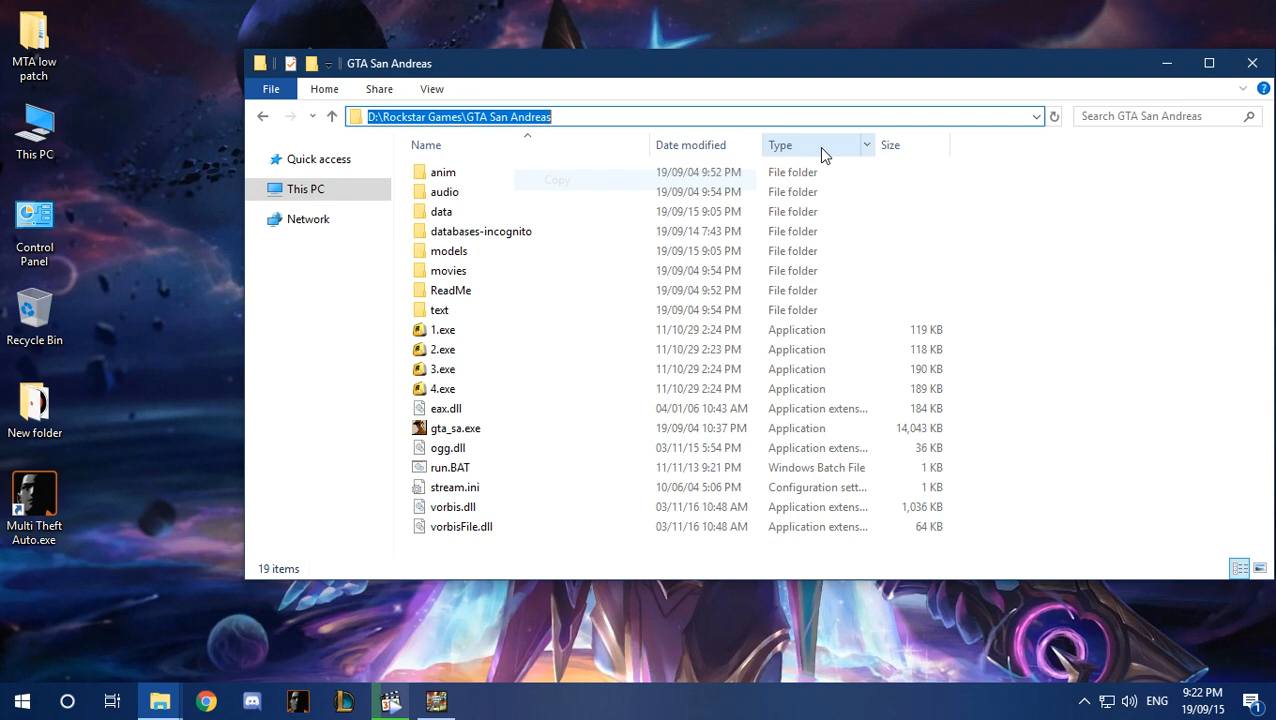 MTA low
patch
This PC
Control
Panel
Recycle Bin
New folder
Multi Theft
Auto.exe
GTA San Andreas
File Home Share View
D:\Rockstar Games\GTA San Andreas
Search GTA San Andreas
Quick access
This PC
Network
Name Date modified Type Size
Copy
anim 19/09/04 9:52 PM File folder
audio 19/09/04 9:54 PM File folder
data 19/09/15 9:05 PM File folder
databases-incognito 19/09/14 7:43 PM File folder
models 19/09/15 9:05 PM File folder
movies 19/09/04 9:54 PM File folder
ReadMe 19/09/04 9:52 PM File folder
text 19/09/04 9:54 PM File folder
1.exe 11/10/29 2:24 PM Application 119 KB
2.exe 11/10/29 2:23 PM Application 118 KB
3.exe 11/10/29 2:24 PM Application 190 KB
4.exe 11/10/29 2:24 PM Application 189 KB
eax.dll 04/01/06 10:43 AM Application extens... 184 KB
gta_sa.exe 19/09/04 10:37 PM Application 14,043 KB
ogg.dll 03/11/15 5:54 PM Application extens... 36 KB
run.BAT 11/11/13 9:21 PM Windows Batch File 1 KB
stream.ini 10/06/04 5:06 PM Configuration sett... 1 KB
vorbis.dll 03/11/16 10:48 AM Application extens... 1,036 KB
vorbisFile.dll 03/11/16 10:48 AM Application extens... 64 KB
19 items
ENG
9:22 PM
19/09/15